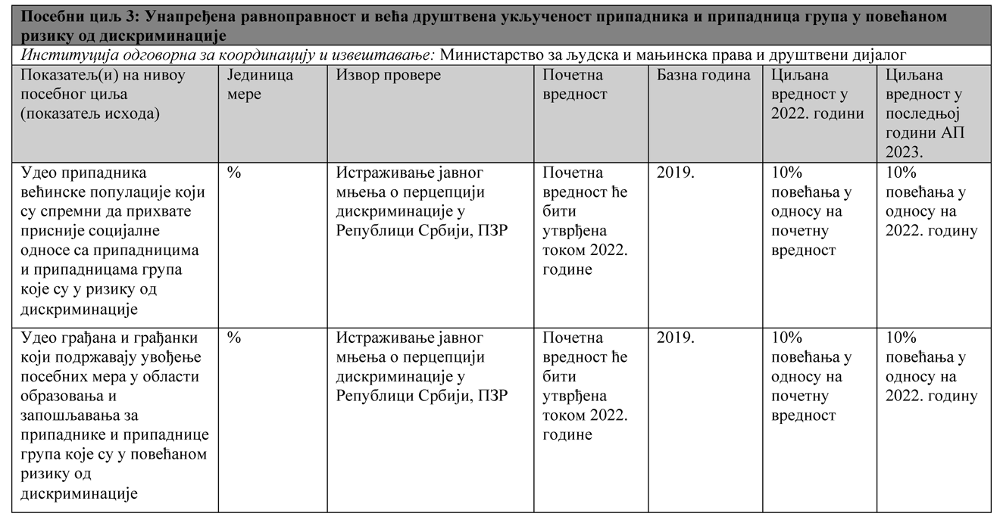 Посебни циљ 3: Унапређена равноправност и већа друштвена укљученост припадника и припадница група у повећаном
ризику од дискриминације
Институција одговорна за координацију и извештавање: Министарство за људска и мањинска права и друштвени дијалог
Показатељ(и) на нивоу
посебног циља
(показатељ исхода)
Јединица
мере
Извор провере
Почетна
вредност
Базна година
Циљана
вредност у
2022. години
Циљана
вредност у
последњој
години АП
2023.
Удео припадника
већинске популације који
су спремни да прихвате
присније социјалне
односе са припадницима
и припадницама група
које су у ризику од
дискриминације
%
Истраживање јавног
мњења о перцепцији
дискриминације у
Републици Србији, ПЗР
Почетна
вредност ће
бити
утврђена
током 2022.
године
2019.
10%
повећања у
односу на
почетну
вредност
10%
повећања у
односу на
2022. годину
Удео грађана и грађанки
који подржавају увођење
посебних мера у области
образовања и
запошљавања за
припаднике и припаднице
група које су у повећаном
ризику од
дискриминације
%
Истраживање јавног
мњења о перцепцији
дискриминације у
Републици Србији, ПЗР
Почетна
вредност ће
бити
утврђена
током 2022.
године
2019.
10%
повећања у
односу на
почетну
вредност
10%
повећања у
односу на
2022. годину